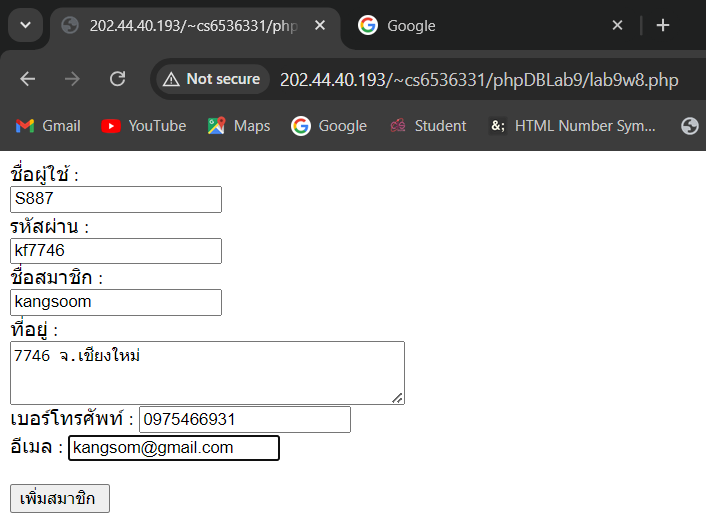 202.44.40.193/~cs6536331/php
Google
Not secure 202.44.40.193/~cs6536331/phpDBLab9/lab9w8.php
Gmail YouTube Maps Google Student &; HTML Number Sym...
ชื่อผู้ใช้ :
S887
รหัสผ่าน :
kf7746
ชื่อสมาชิก :
kangsoom
ที่อยู่ :
7746 จ.เชียงใหม่
เบอร์โทรศัพท์ : 0975466931
อีเมล : kangsom@gmail.com
เพิ่มสมาชิก